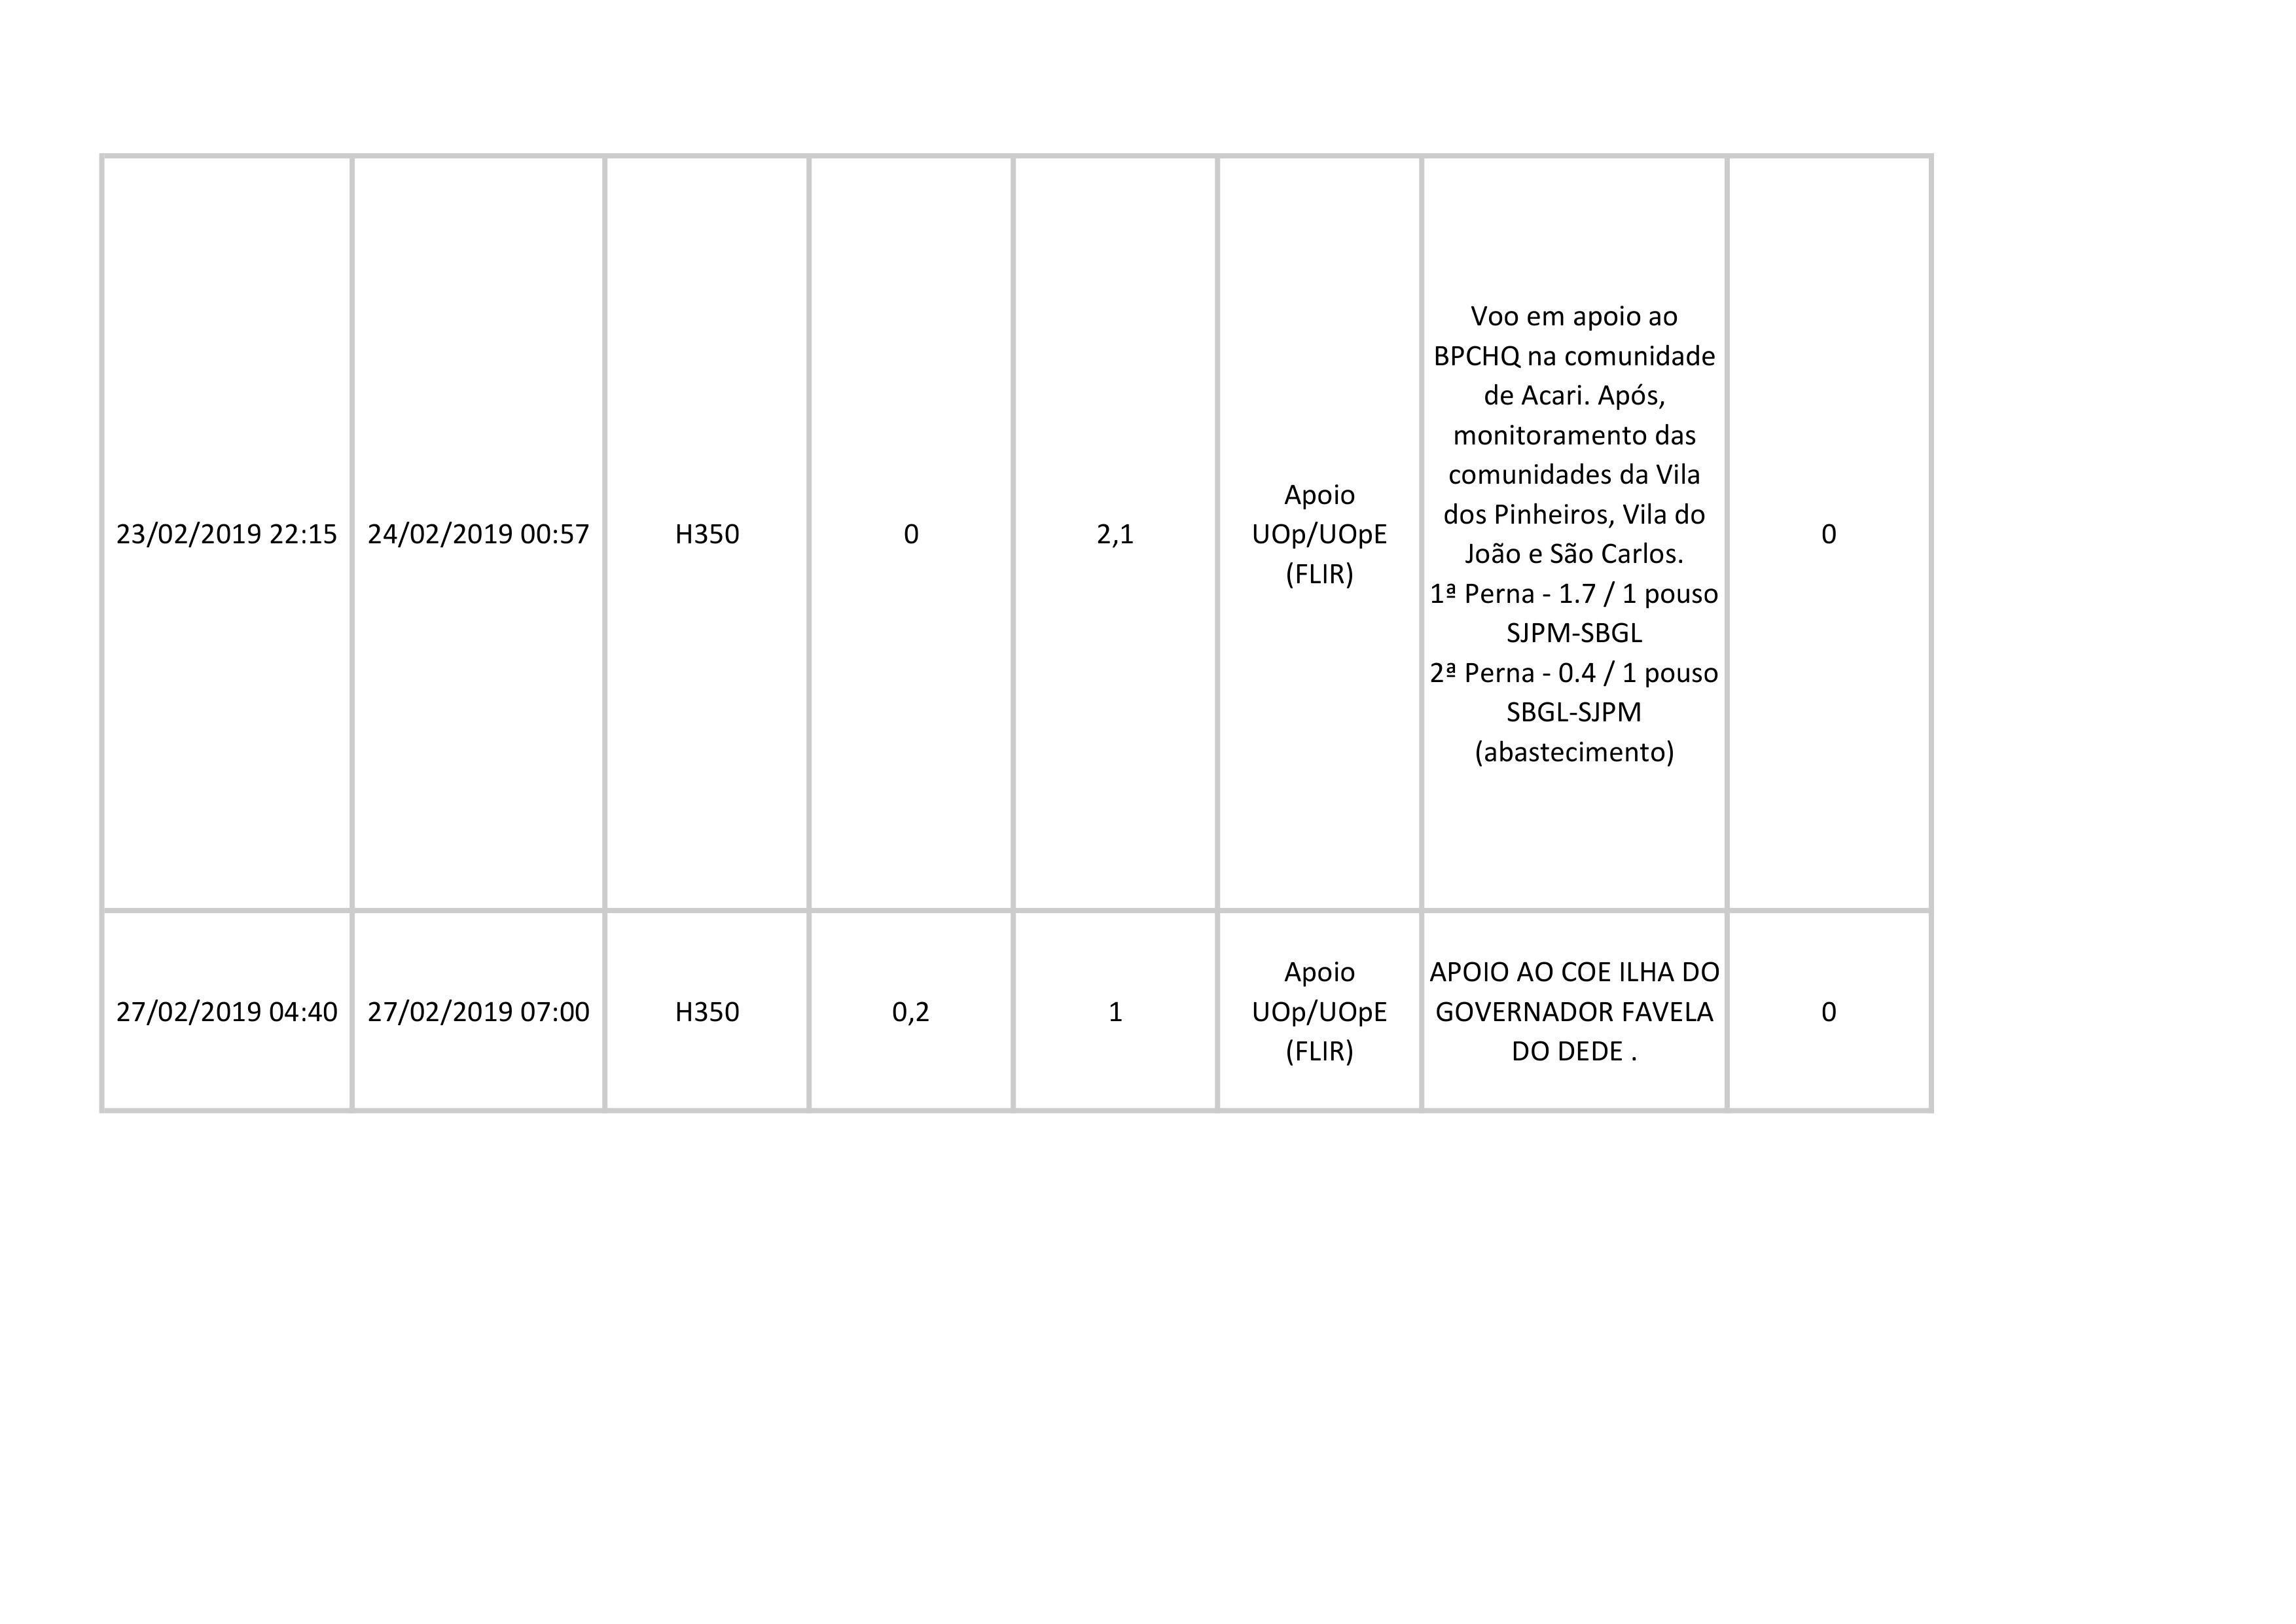 23/02/2019 22:15
24/02/2019 00:57
H350
0
2,1
Apoio
UOp/UOpE
(FLIR)
Voo em apoio ao
BPCHQ na comunidade
de Acari. Após,
monitoramento das
comunidades da Vila
dos Pinheiros, Vila do
João e São Carlos.
1ª Perna - 1.7 / 1 pouso
SJPM-SBGL
2ª Perna - 0.4 / 1 pouso
SBGL-SJPM
(abastecimento)
0
27/02/2019 04:40
27/02/2019 07:00
H350
0,2
1
Apoio
UOp/UOpE
(FLIR)
APOIO AO COE ILHA DO
GOVERNADOR FAVELA
DO DEDE .
0